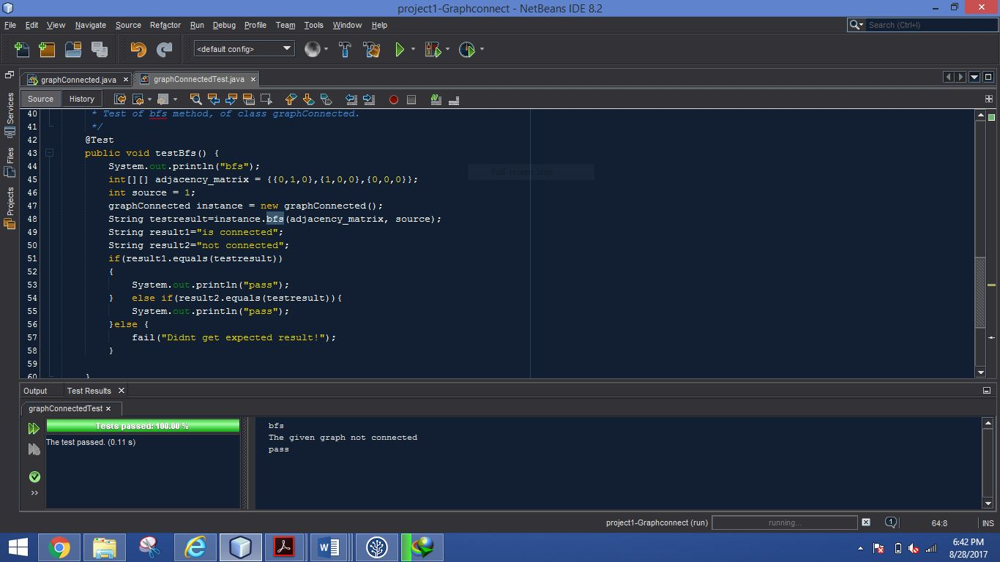 project1-Graphconnect - NetBeans IDE 8.2
File Edit View Navigate Source Refactor Run Debug Profile Team Tools Window Help
Search (Ctrl+I)
<default config>
graphConnected.java
graphConnectedTest.java
Source History
Services
Files
Projects
40 * Test of bfs method, of class graphConnected.
41 */
42 @Test
43 public void testBfs() {
44 System.out.println("bfs");
45 int[][] adjacency_matrix = {{0,1,0},{1,0,0},{0,0,0}};
46 int source = 1;
47 graphConnected instance = new graphConnected();
48 String testresult=instance.bfs(adjacency_matrix, source);
49 String result1="is connected";
50 String result2="not connected";
51 if(result1.equals(testresult))
52 {
53 System.out.println("pass");
54 } else if(result2.equals(testresult)){
55 System.out.println("pass");
56 }else {
57 fail("Didnt get expected result!");
58 }
59
60 }
Full-screen Snip
Output Test Results
graphConnectedTest
Tests passed: 100.00 %
The test passed. (0.11 s)
bfs
The given graph not connected
pass
project1-Graphconnect (run) running... 1 64:8 INS
6:42 PM
8/28/2017